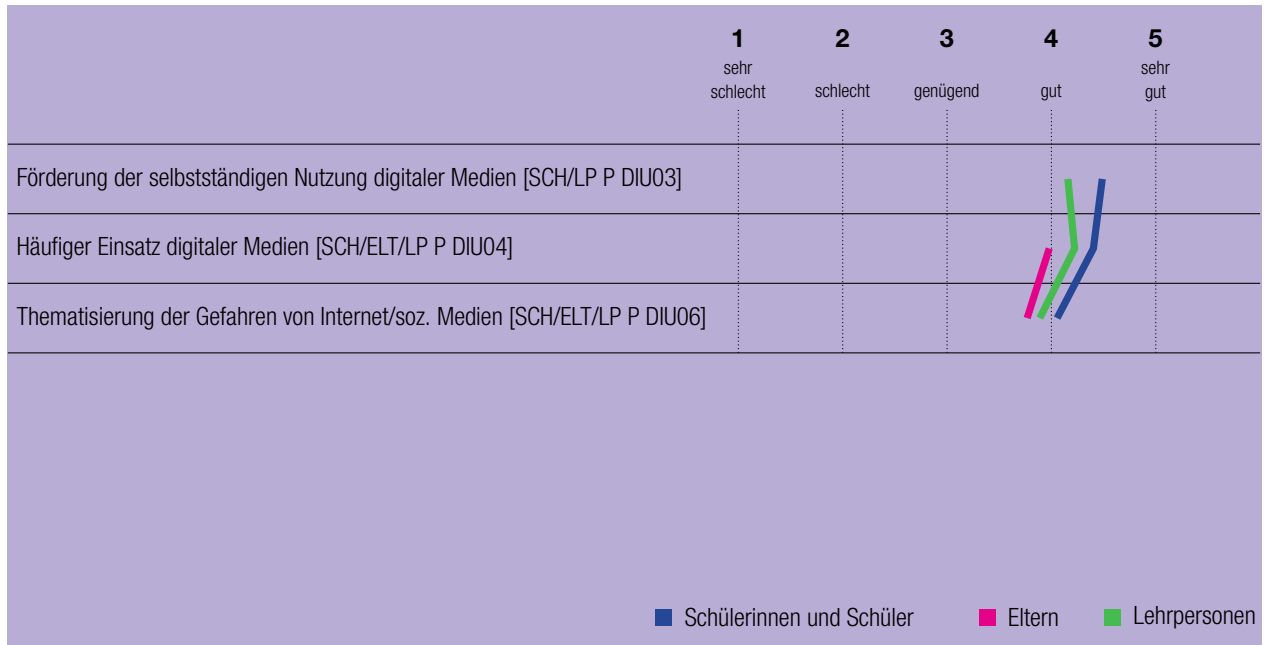 1 2 3 4 5
sehr schlecht schlecht genügend gut sehr gut
Förderung der selbstständigen Nutzung digitaler Medien [SCH/LP P DIU03]
Häufiger Einsatz digitaler Medien [SCH/ELT/LP P DIU04]
Thematisierung der Gefahren von Internet/soz. Medien [SCH/ELT/LP P DIU06]
Schülerinnen und Schüler Eltern Lehrpersonen